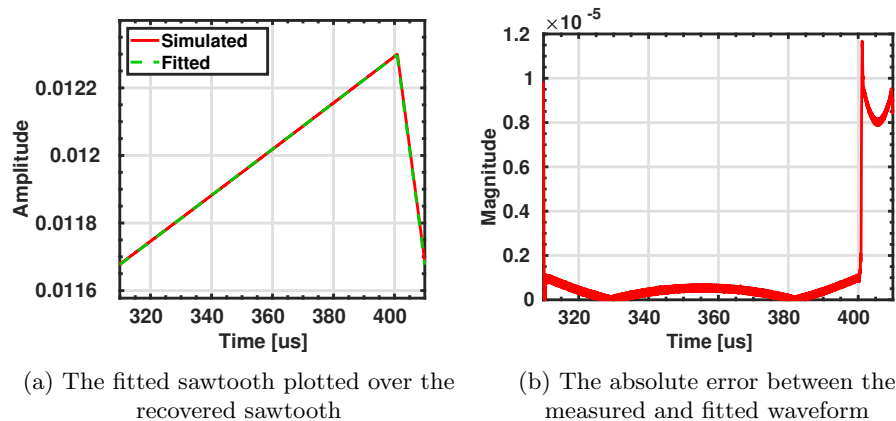 Simulated
Fitted
Amplitude
0.0122
0.012
0.0118
0.0116
320 340 360 380 400
Time [us]
(a) The fitted sawtooth plotted over the
recovered sawtooth
×10 -5
Magnitude
1.2
1
0.8
0.6
0.4
0.2
0
320 340 360 380 400
Time [us]
(b) The absolute error between the
measured and fitted waveform